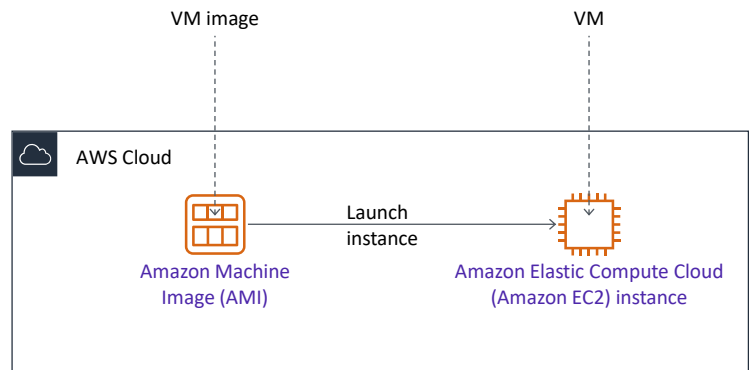 VM image
VM
AWS Cloud
Launch
instance
Amazon Machine
Image (AMI)
Amazon Elastic Compute Cloud
(Amazon EC2) instance